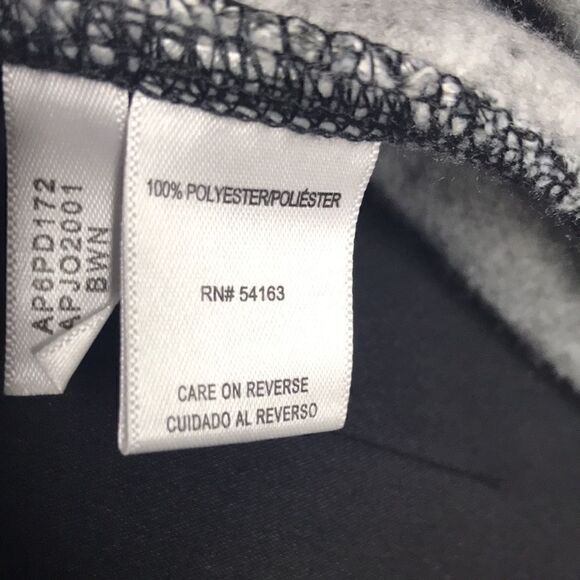 AP6PD172
APJO2001
BWN
100% POLYESTER/POLIÉSTER
RN# 54163
CARE ON REVERSE
CUIDADO AL REVERSO